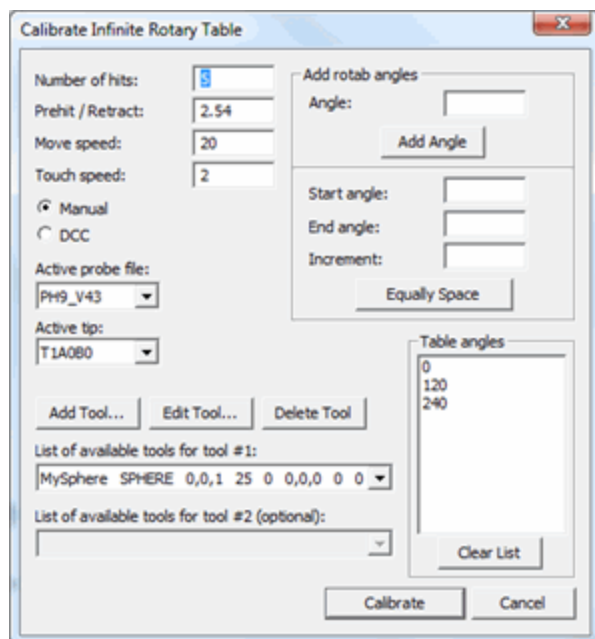 Calibrate Infinite Rotary Table
Number of hits: 5
Prehit / Retract: 2.54
Move speed: 20
Touch speed: 2
Manual
DCC
Active probe file:
PH9_V43
Active tip:
T1A0B0
Add rotab angles
Angle:
Add Angle
Start angle:
End angle:
Increment:
Equally Space
Add Tool...
Edit Tool...
Delete Tool
List of available tools for tool #1:
MySphere SPHERE 0,0,1 25 0 0,0,0 0 0
List of available tools for tool #2 (optional):
Table angles
0
120
240
Clear List
Calibrate
Cancel